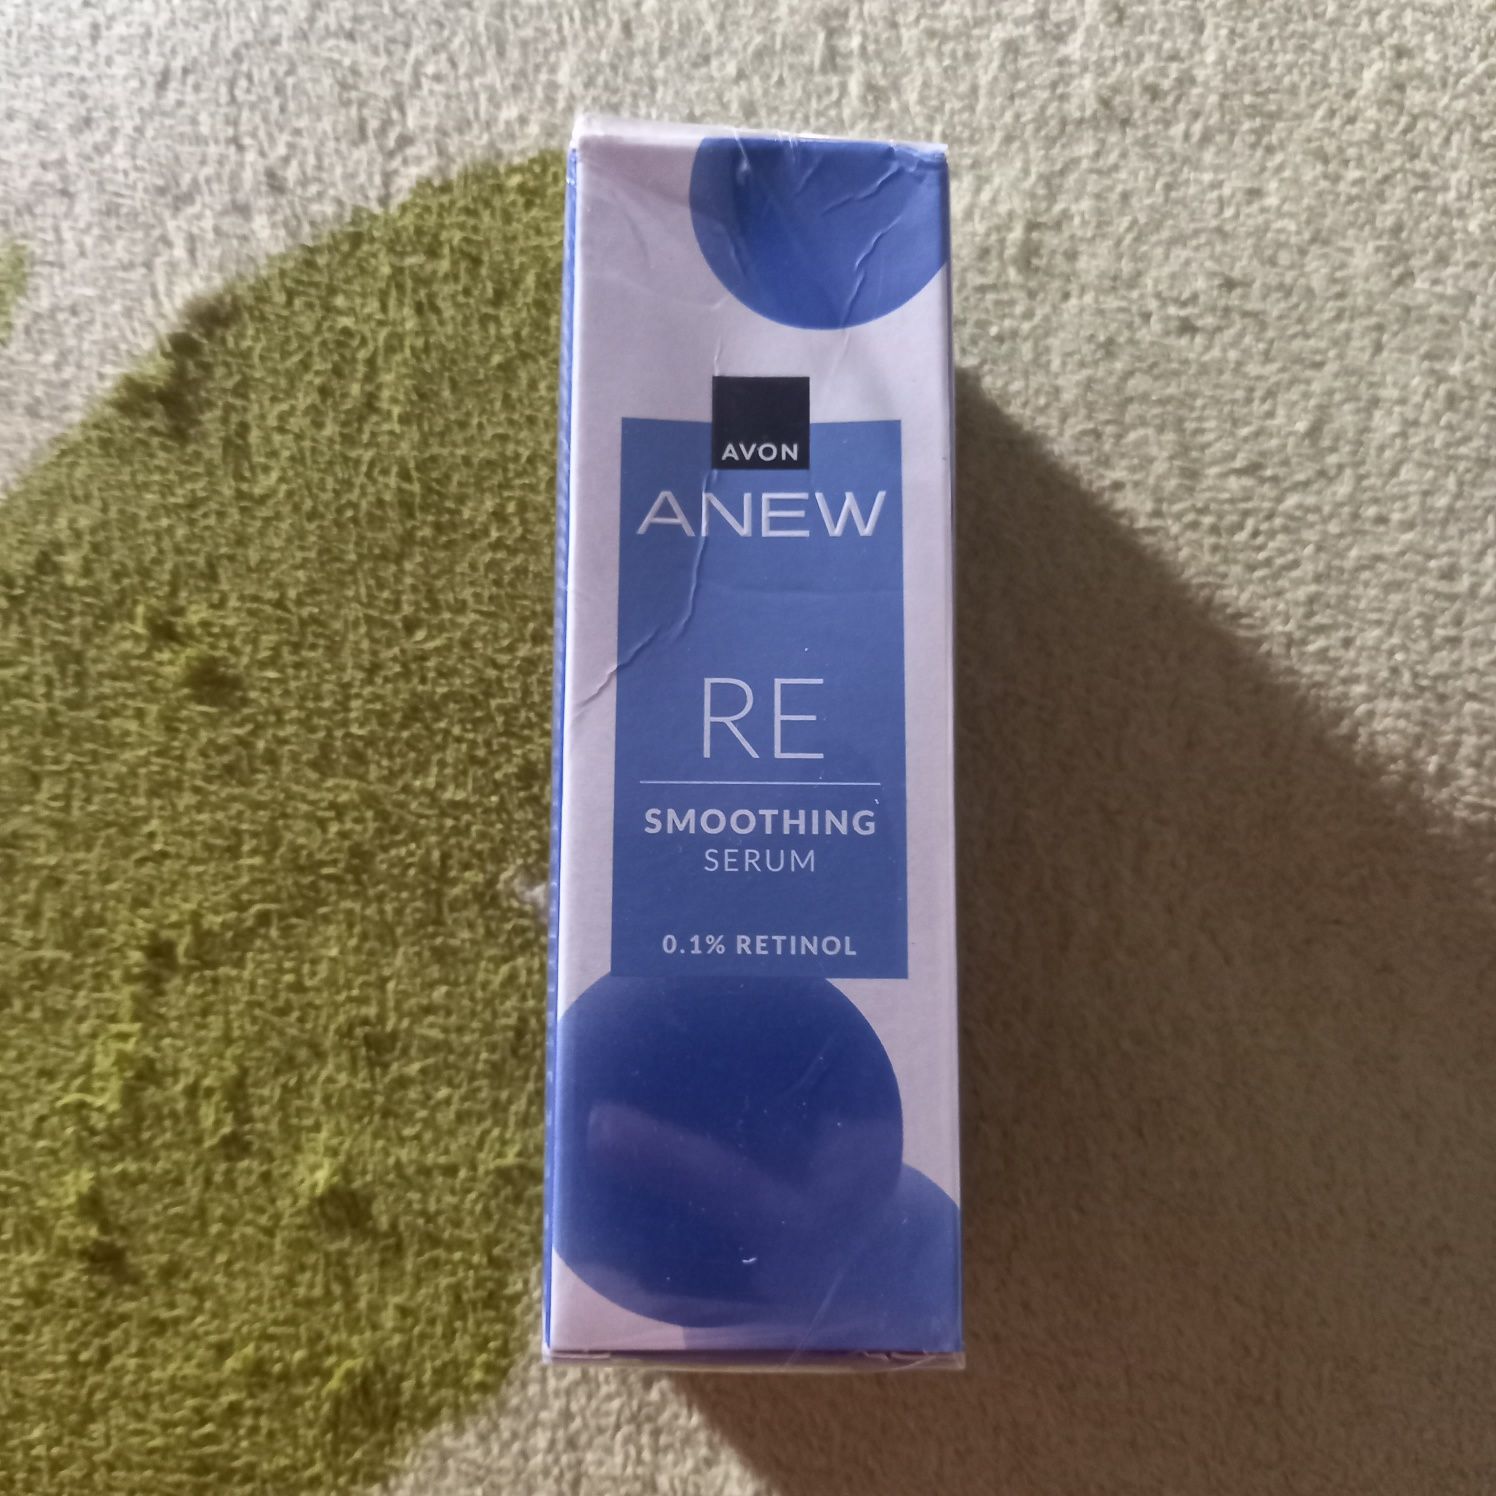 AVON
ANEW
RE
SMOOTHING
SERUM
0.1% RETINOL